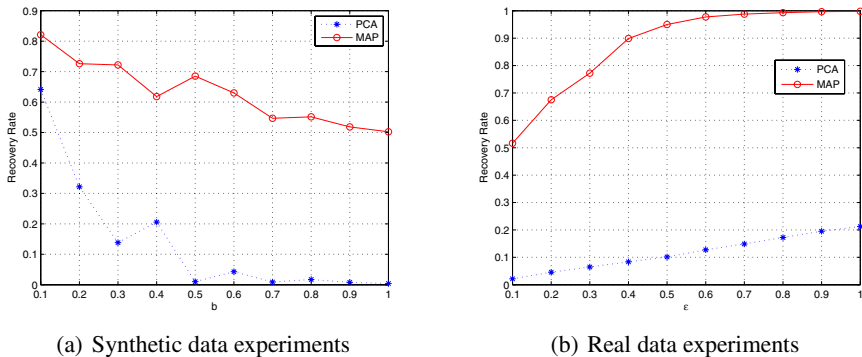 0.9
0.8
0.7
0.6
0.5
0.4
0.3
0.2
0.1
0
Recovery Rate
0.1 0.2 0.3 0.4 0.5 0.6 0.7 0.8 0.9 1
b
PCA
MAP
(a) Synthetic data experiments
1
0.9
0.8
0.7
0.6
0.5
0.4
0.3
0.2
0.1
0
Recovery Rate
0.1 0.2 0.3 0.4 0.5 0.6 0.7 0.8 0.9 1
ε
PCA
MAP
(b) Real data experiments